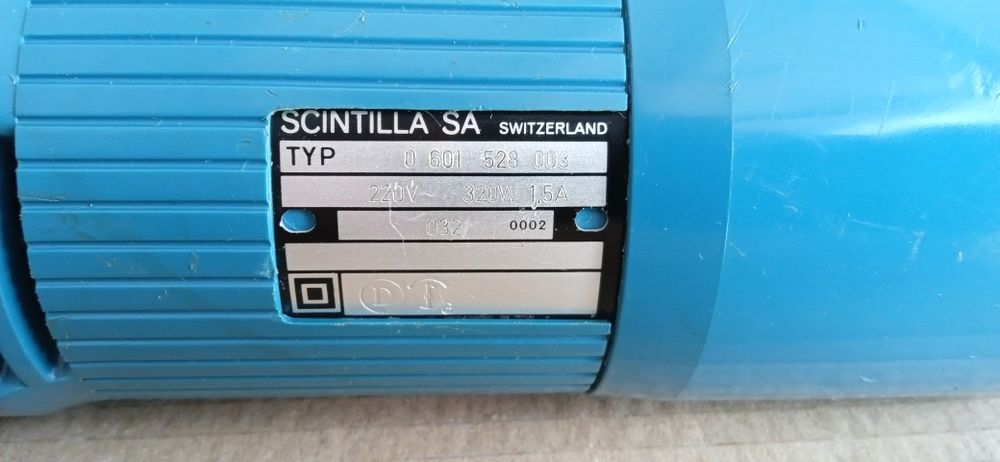 SCINTILLA SA SWITZERLAND
TYP 0 601 528 003
220V~ 320W 1,5A
032 0002
D